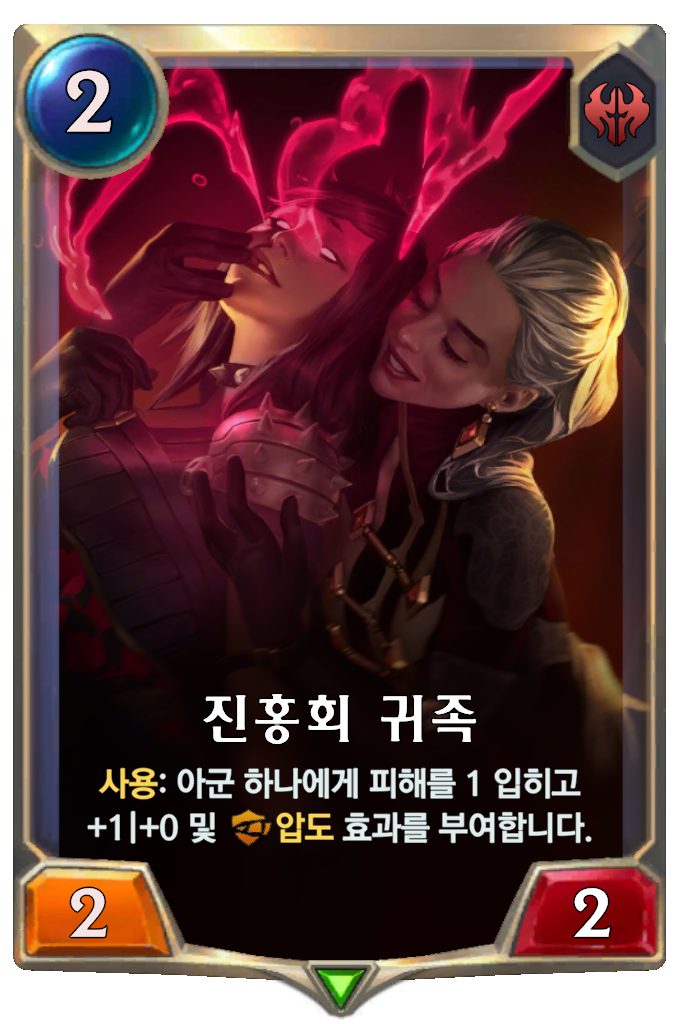 2
진홍회 귀족
사용: 아군 하나에게 피해를 1 입히고
+1|+0 및 압도 효과를 부여합니다.
2 2